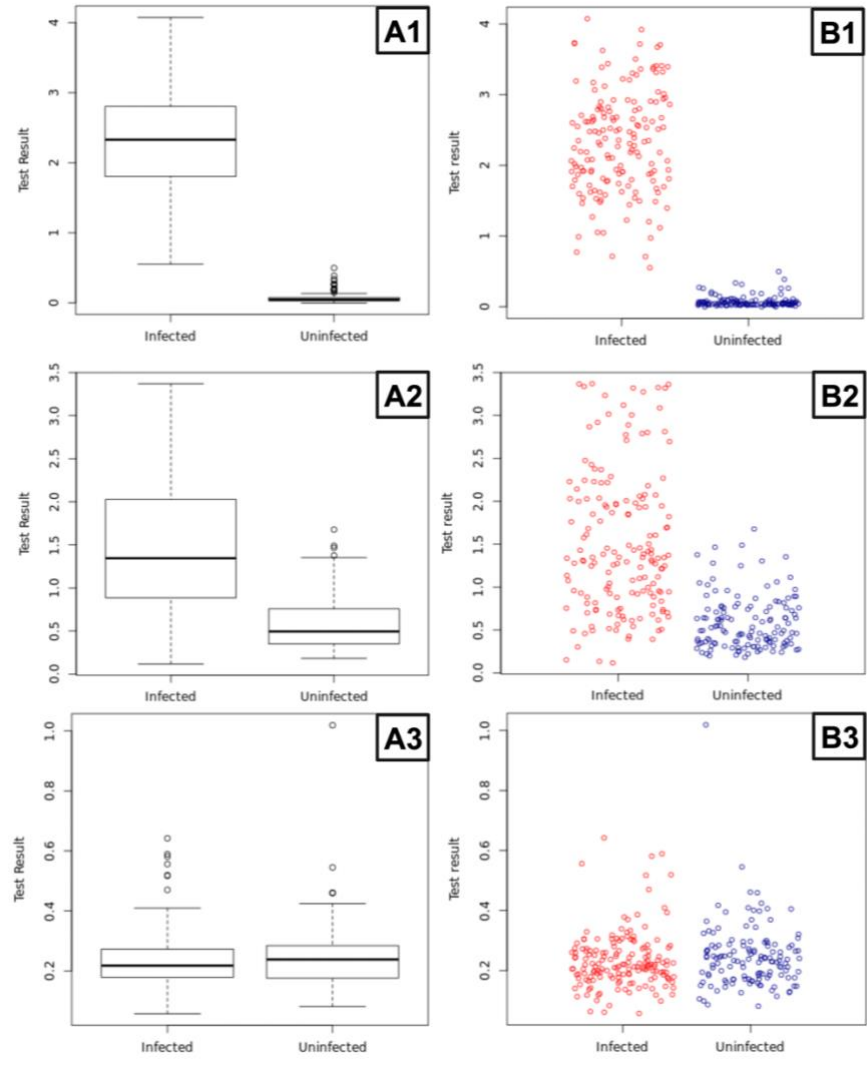 A1
Test Result
4
3
2
1
0
Infected Uninfected
B1
Test result
4
3
2
1
0
Infected Uninfected
A2
Test Result
3.5
3.0
2.5
2.0
1.5
1.0
0.5
0.0
Infected Uninfected
B2
Test result
3.5
3.0
2.5
2.0
1.5
1.0
0.5
0.0
Infected Uninfected
A3
Test Result
1.0
0.8
0.6
0.4
0.2
Infected Uninfected
B3
Test result
1.0
0.8
0.6
0.4
0.2
Infected Uninfected